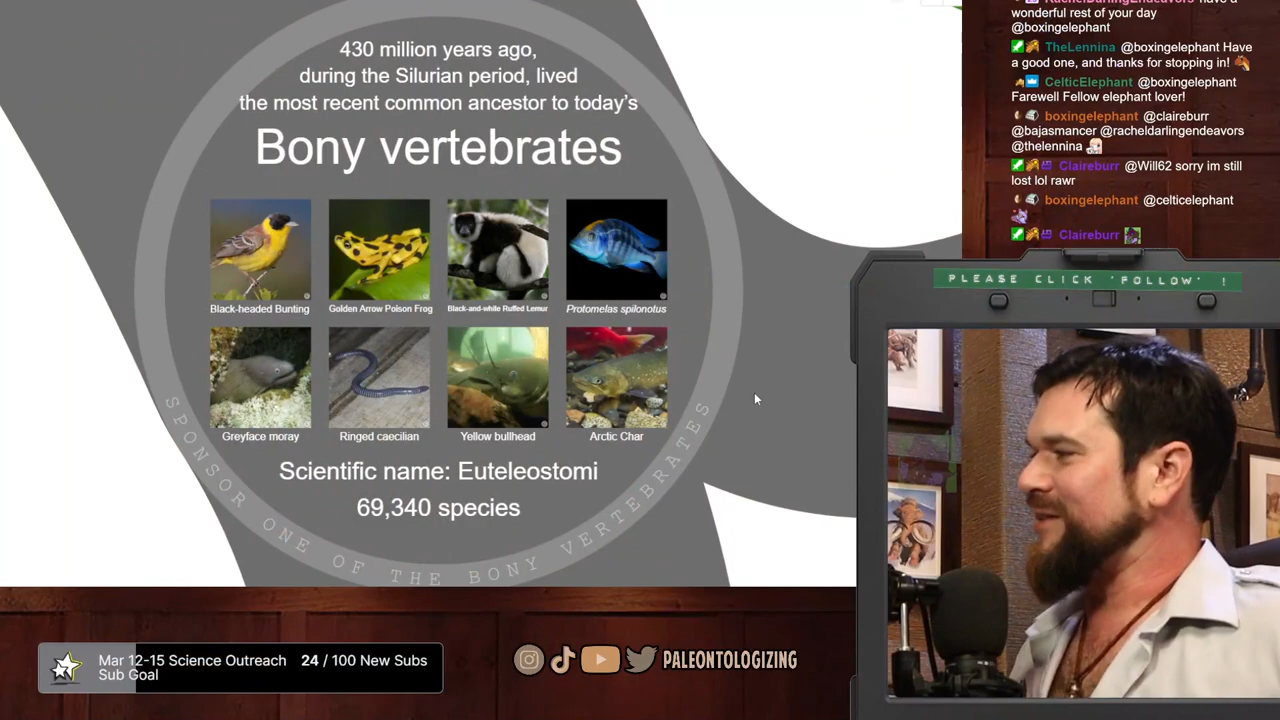 430 million years ago,
during the Silurian period, lived
the most recent common ancestor to today's
Bony vertebrates
Black-headed Bunting
Golden Arrow Poison Frog
Black-and-white Ruffed Lemur
Protomelas spilonotus
Greyface moray
Ringed caecilian
Yellow bullhead
Arctic Char
Scientific name: Euteleostomi
69,340 species
SPONSOR ONE OF THE BONY VERTEBRATES
wonderful rest of your day
@boxingelephant
TheLennina @boxingelephant Have
a good one, and thanks for stopping in!
CelticElephant @boxingelephant
Farewell Fellow elephant lover!
boxingelephant @claireburr
@bajasmancer @racheldarlingendeavors
@thelennina
Claireburr @Will62 sorry im still
lost lol rawr
boxingelephant @celticelephant
Claireburr
PLEASE CLICK 'FOLLOW' !
Mar 12-15 Science Outreach 24 / 100 New Subs
Sub Goal
PALEONTOLOGIZING